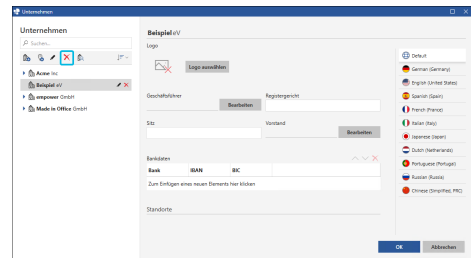 Unternehmen
Unternehmen
Suchen...
Acme Inc
Beispiel eV
empower GmbH
Made in Office GmbH
Beispiel eV
Logo
Logo auswählen
Geschäftsführer
Registergericht
Bearbeiten
Sitz
Vorstand
Bearbeiten
Bankdaten
Bank IBAN BIC
Zum Einfügen eines neuen Elements hier klicken
Standorte
Default
German (Germany)
English (United States)
Spanish (Spain)
French (France)
Italian (Italy)
Japanese (Japan)
Dutch (Netherlands)
Portuguese (Portugal)
Russian (Russia)
Chinese (Simplified, PRC)
OK Abbrechen